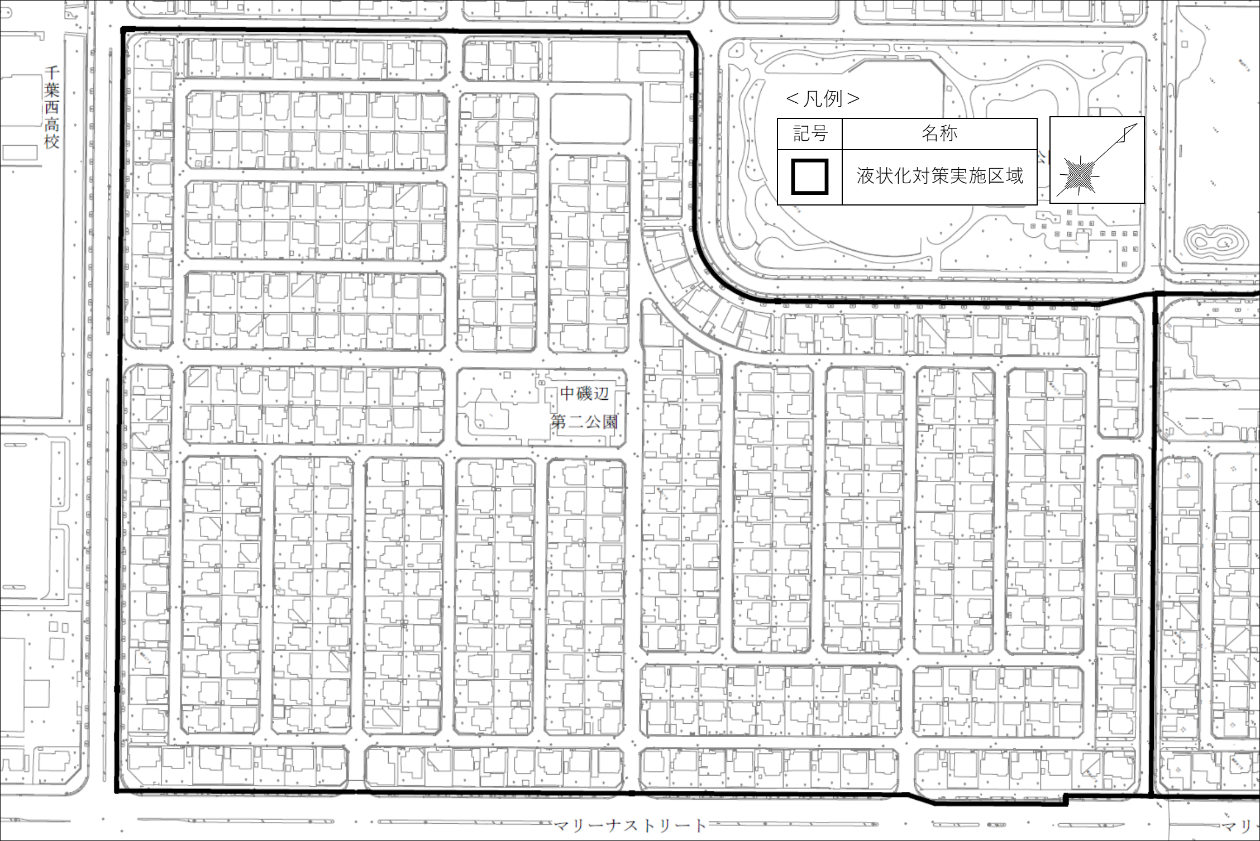 千葉西高校
＜凡例＞
記号 名称
液状化対策実施区域
公
中磯辺
第二公園
マリーナストリート
マリー